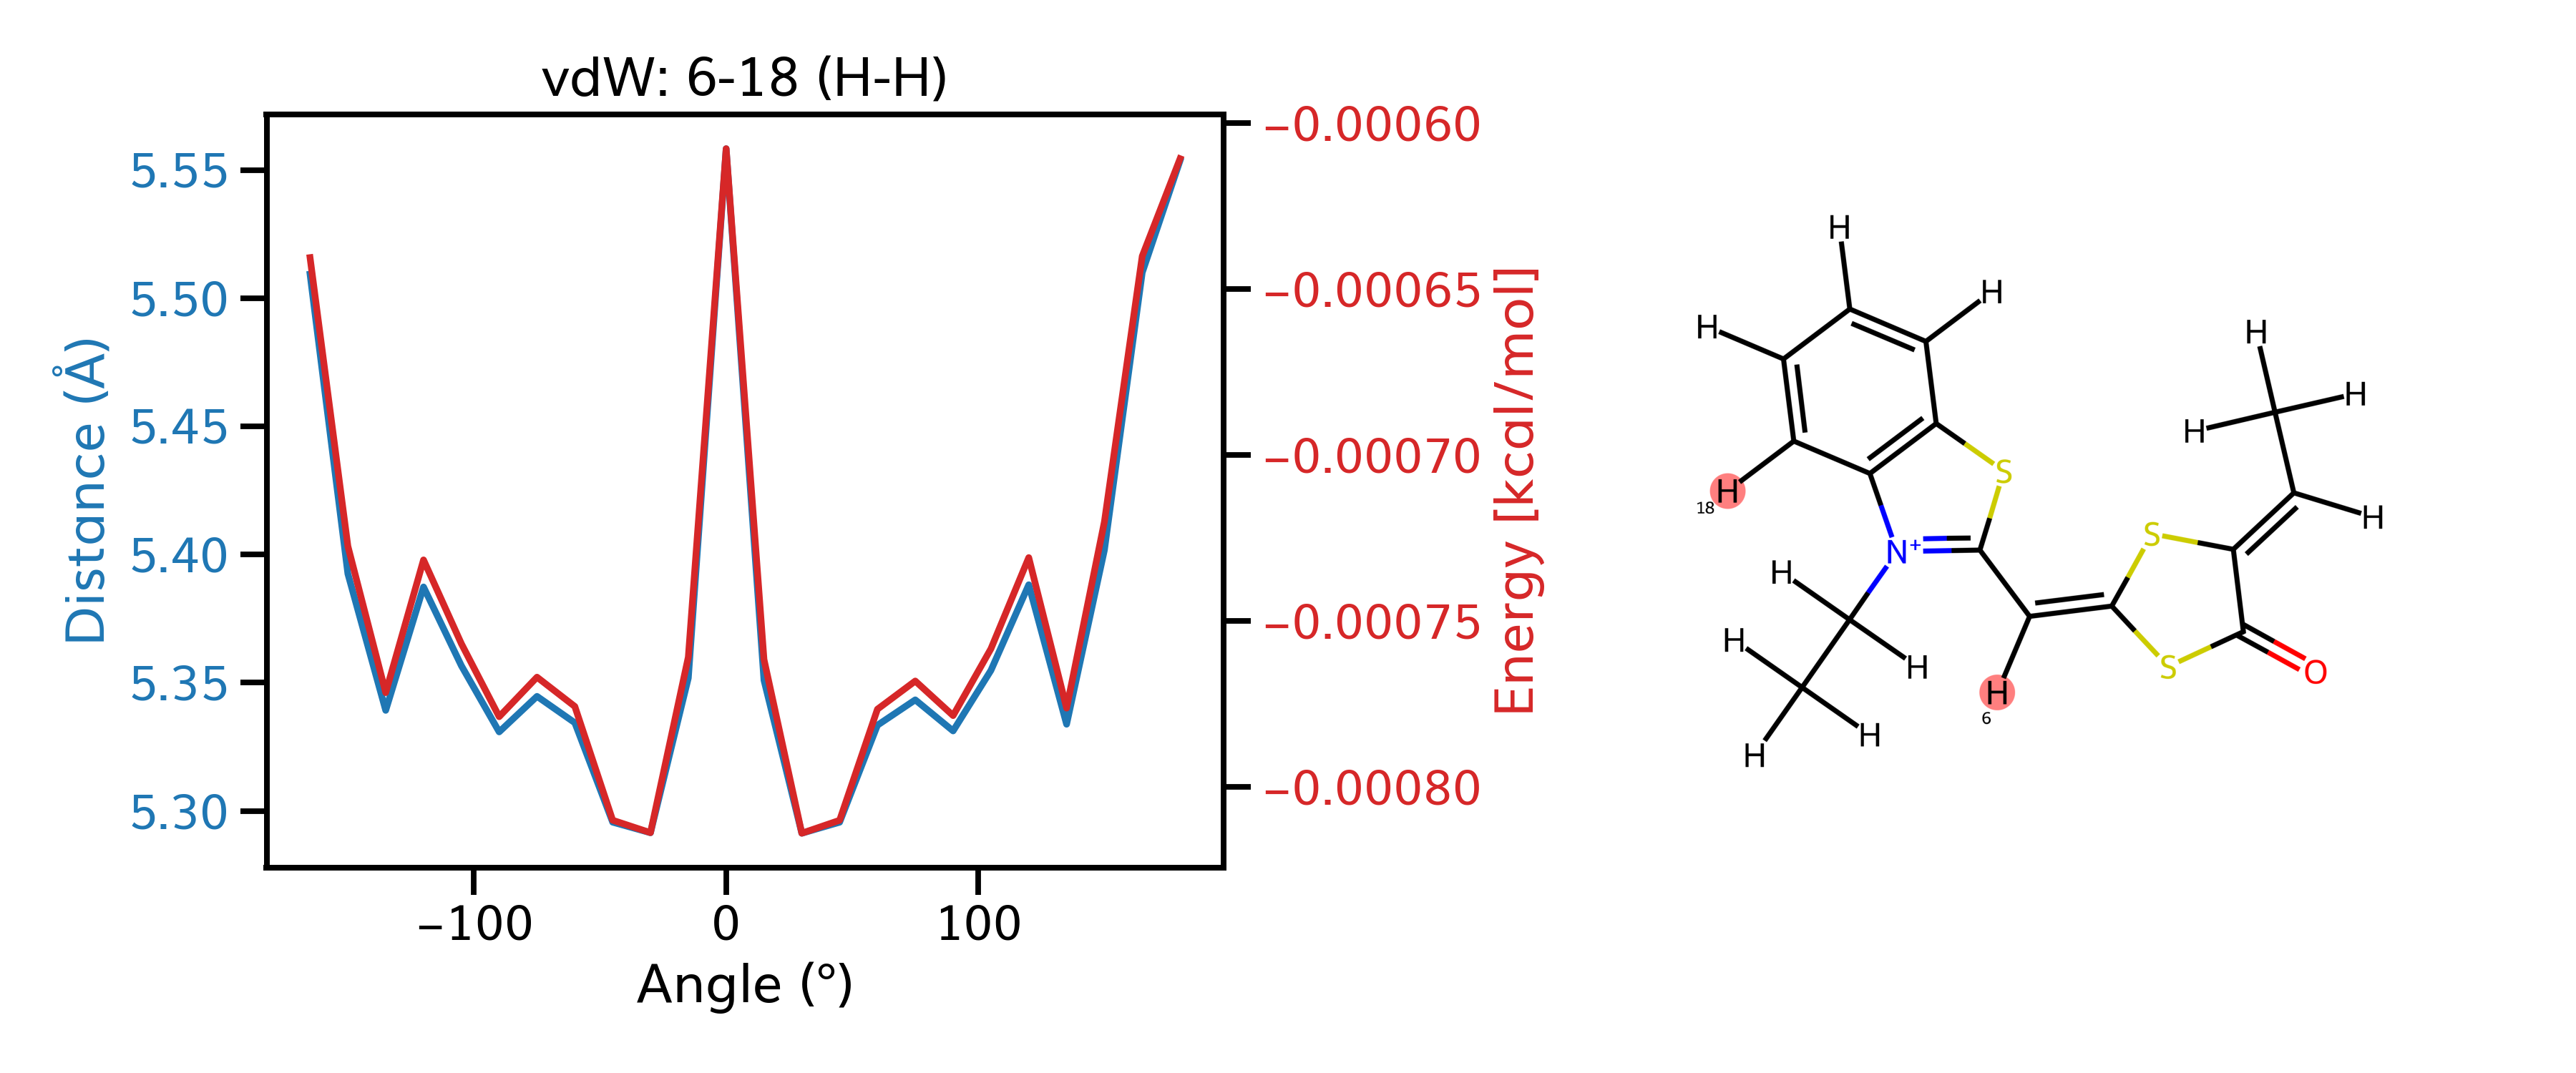 vdW: 6-18 (H-H)
5.55
5.50
5.45
5.40
5.35
5.30
Distance (Å)
−100
0
100
Angle (°)
−0.00060
−0.00065
−0.00070
−0.00075
−0.00080
Energy [kcal/mol]
H
H
H
H
H
H
S
H
18
H
S
N+
H
H
H
S
O
H
6
H
H